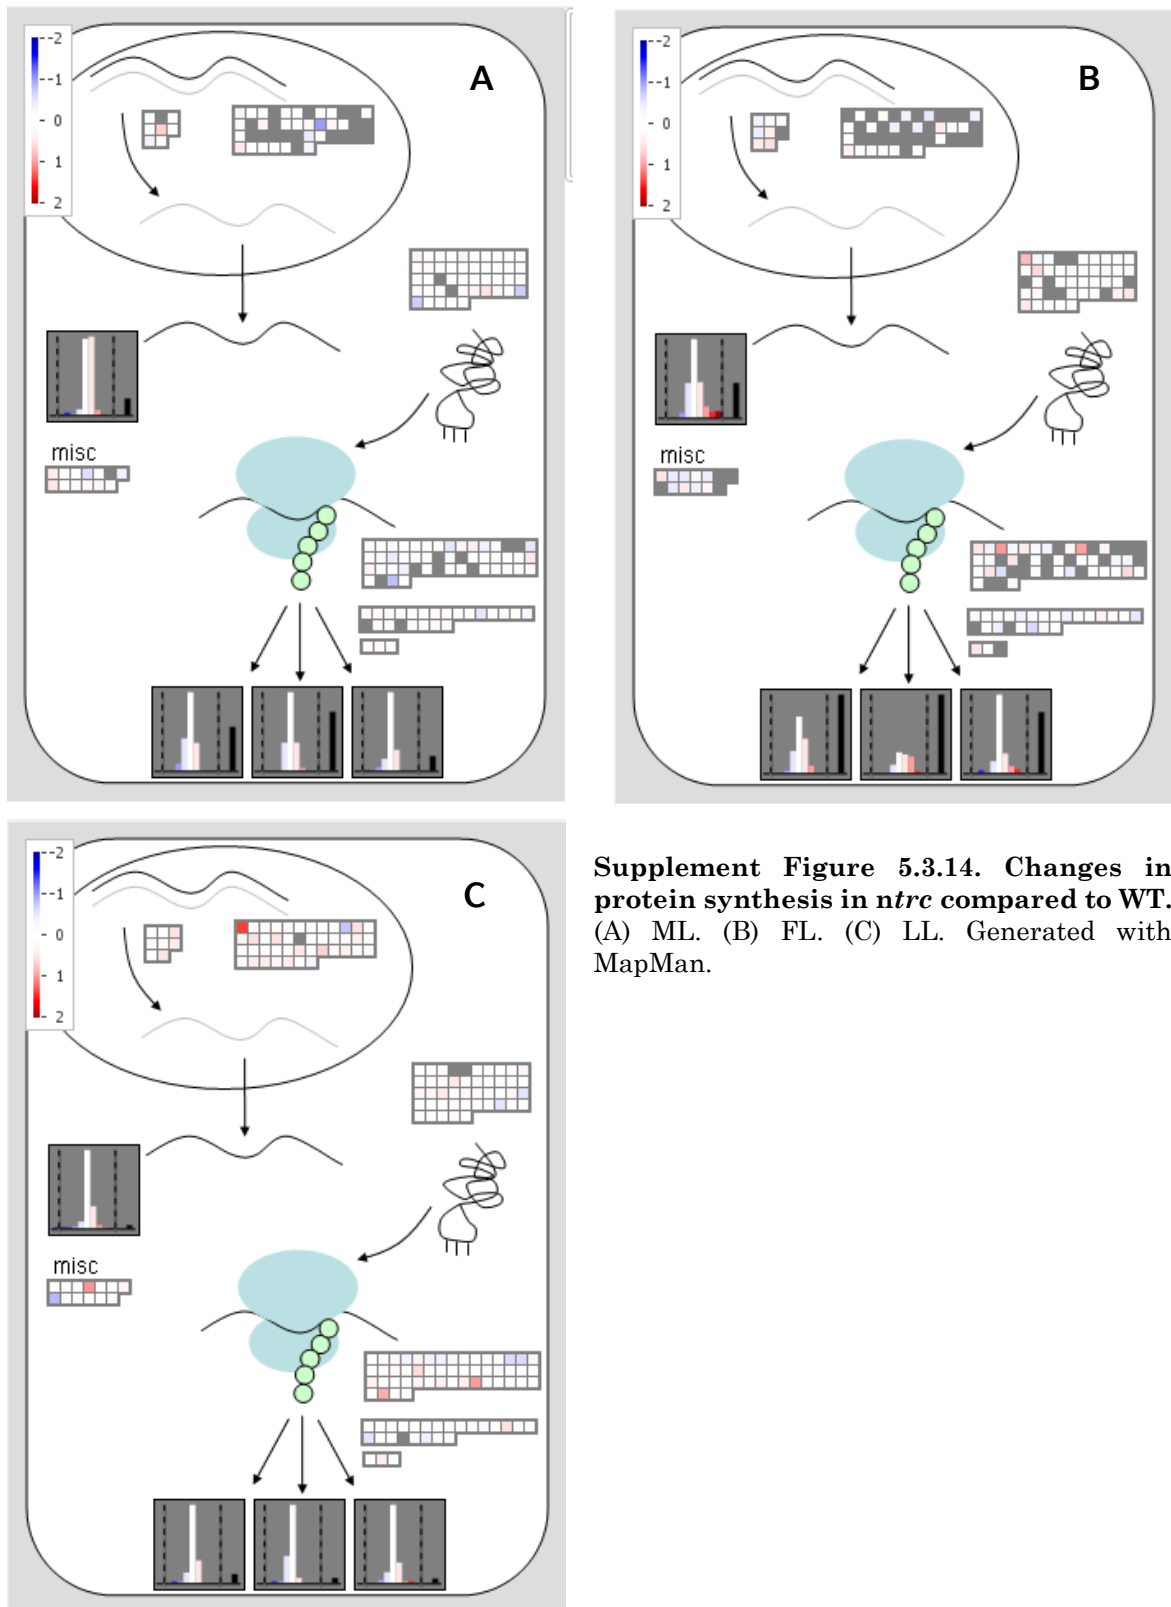 -2
-1
0
1
2
A
misc
-2
-1
0
1
2
B
misc
-2
-1
0
1
2
C
misc
Supplement Figure 5.3.14. Changes in
protein synthesis in ntrc compared to WT.
(A) ML. (B) FL. (C) LL. Generated with
MapMan.